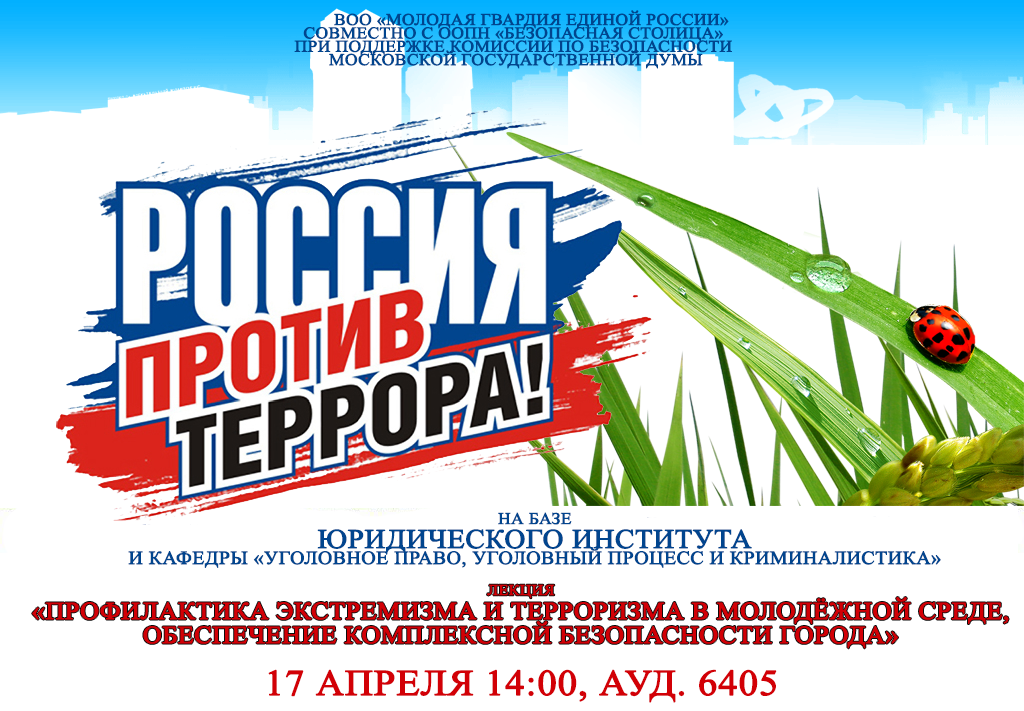 ВОО «МОЛОДАЯ ГВАРДИЯ ЕДИНОЙ РОССИИ»
СОВМЕСТНО С ООПН «БЕЗОПАСНАЯ СТОЛИЦА»
ПРИ ПОДДЕРЖКЕ КОМИССИИ ПО БЕЗОПАСНОСТИ
МОСКОВСКОЙ ГОСУДАРСТВЕННОЙ ДУМЫ
РОССИЯ
ПРОТИВ
ТЕРРОРА!
НА БАЗЕ
ЮРИДИЧЕСКОГО ИНСТИТУТА
И КАФЕДРЫ «УГОЛОВНОЕ ПРАВО, УГОЛОВНЫЙ ПРОЦЕСС И КРИМИНАЛИСТИКА»
ЛЕКЦИЯ
«ПРОФИЛАКТИКА ЭКСТРЕМИЗМА И ТЕРРОРИЗМА В МОЛОДЁЖНОЙ СРЕДЕ,
ОБЕСПЕЧЕНИЕ КОМПЛЕКСНОЙ БЕЗОПАСНОСТИ ГОРОДА»
17 АПРЕЛЯ 14:00, АУД. 6405